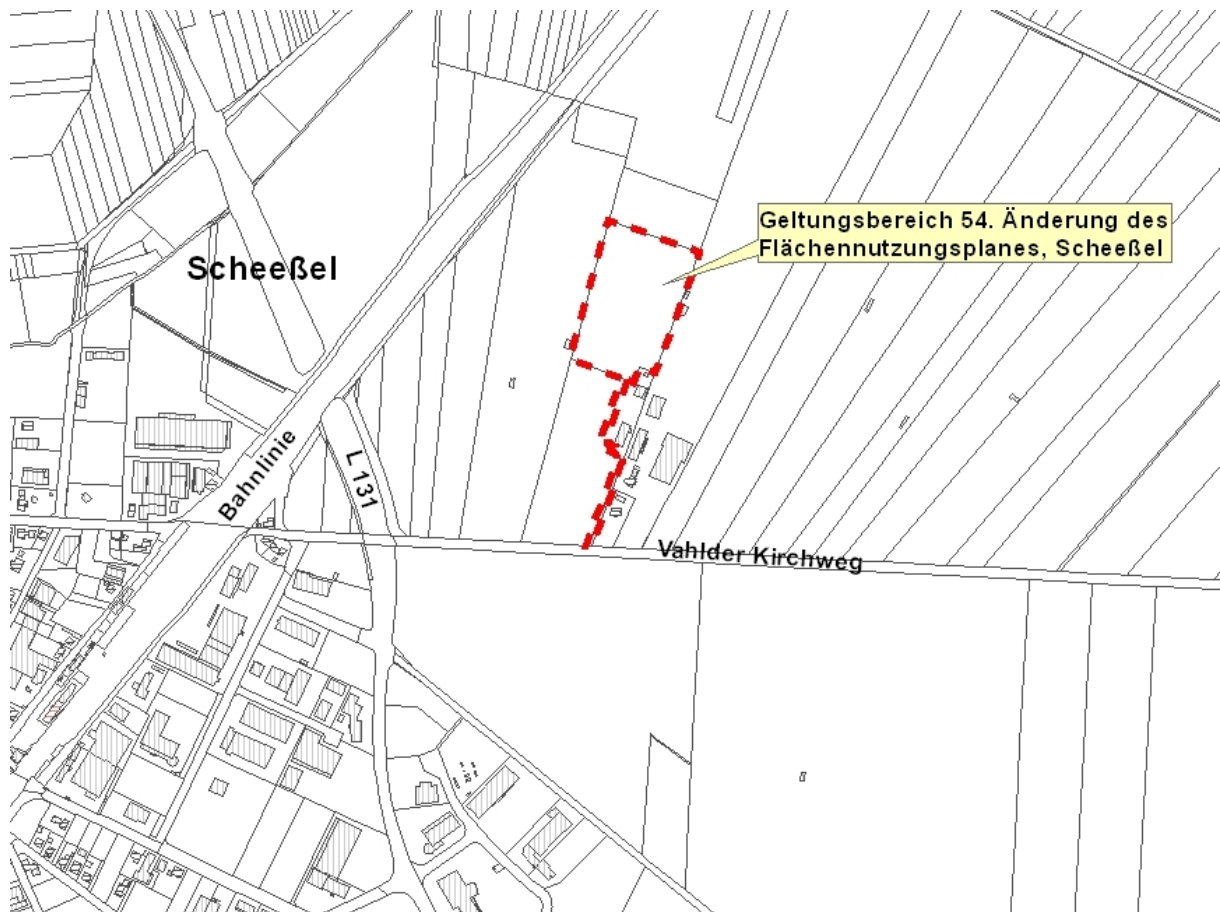 Geltungsbereich 54. Änderung des
Flächennutzungsplanes, Scheeßel
Scheeßel
Bahnlinie
L 131
Vahlder Kirchweg